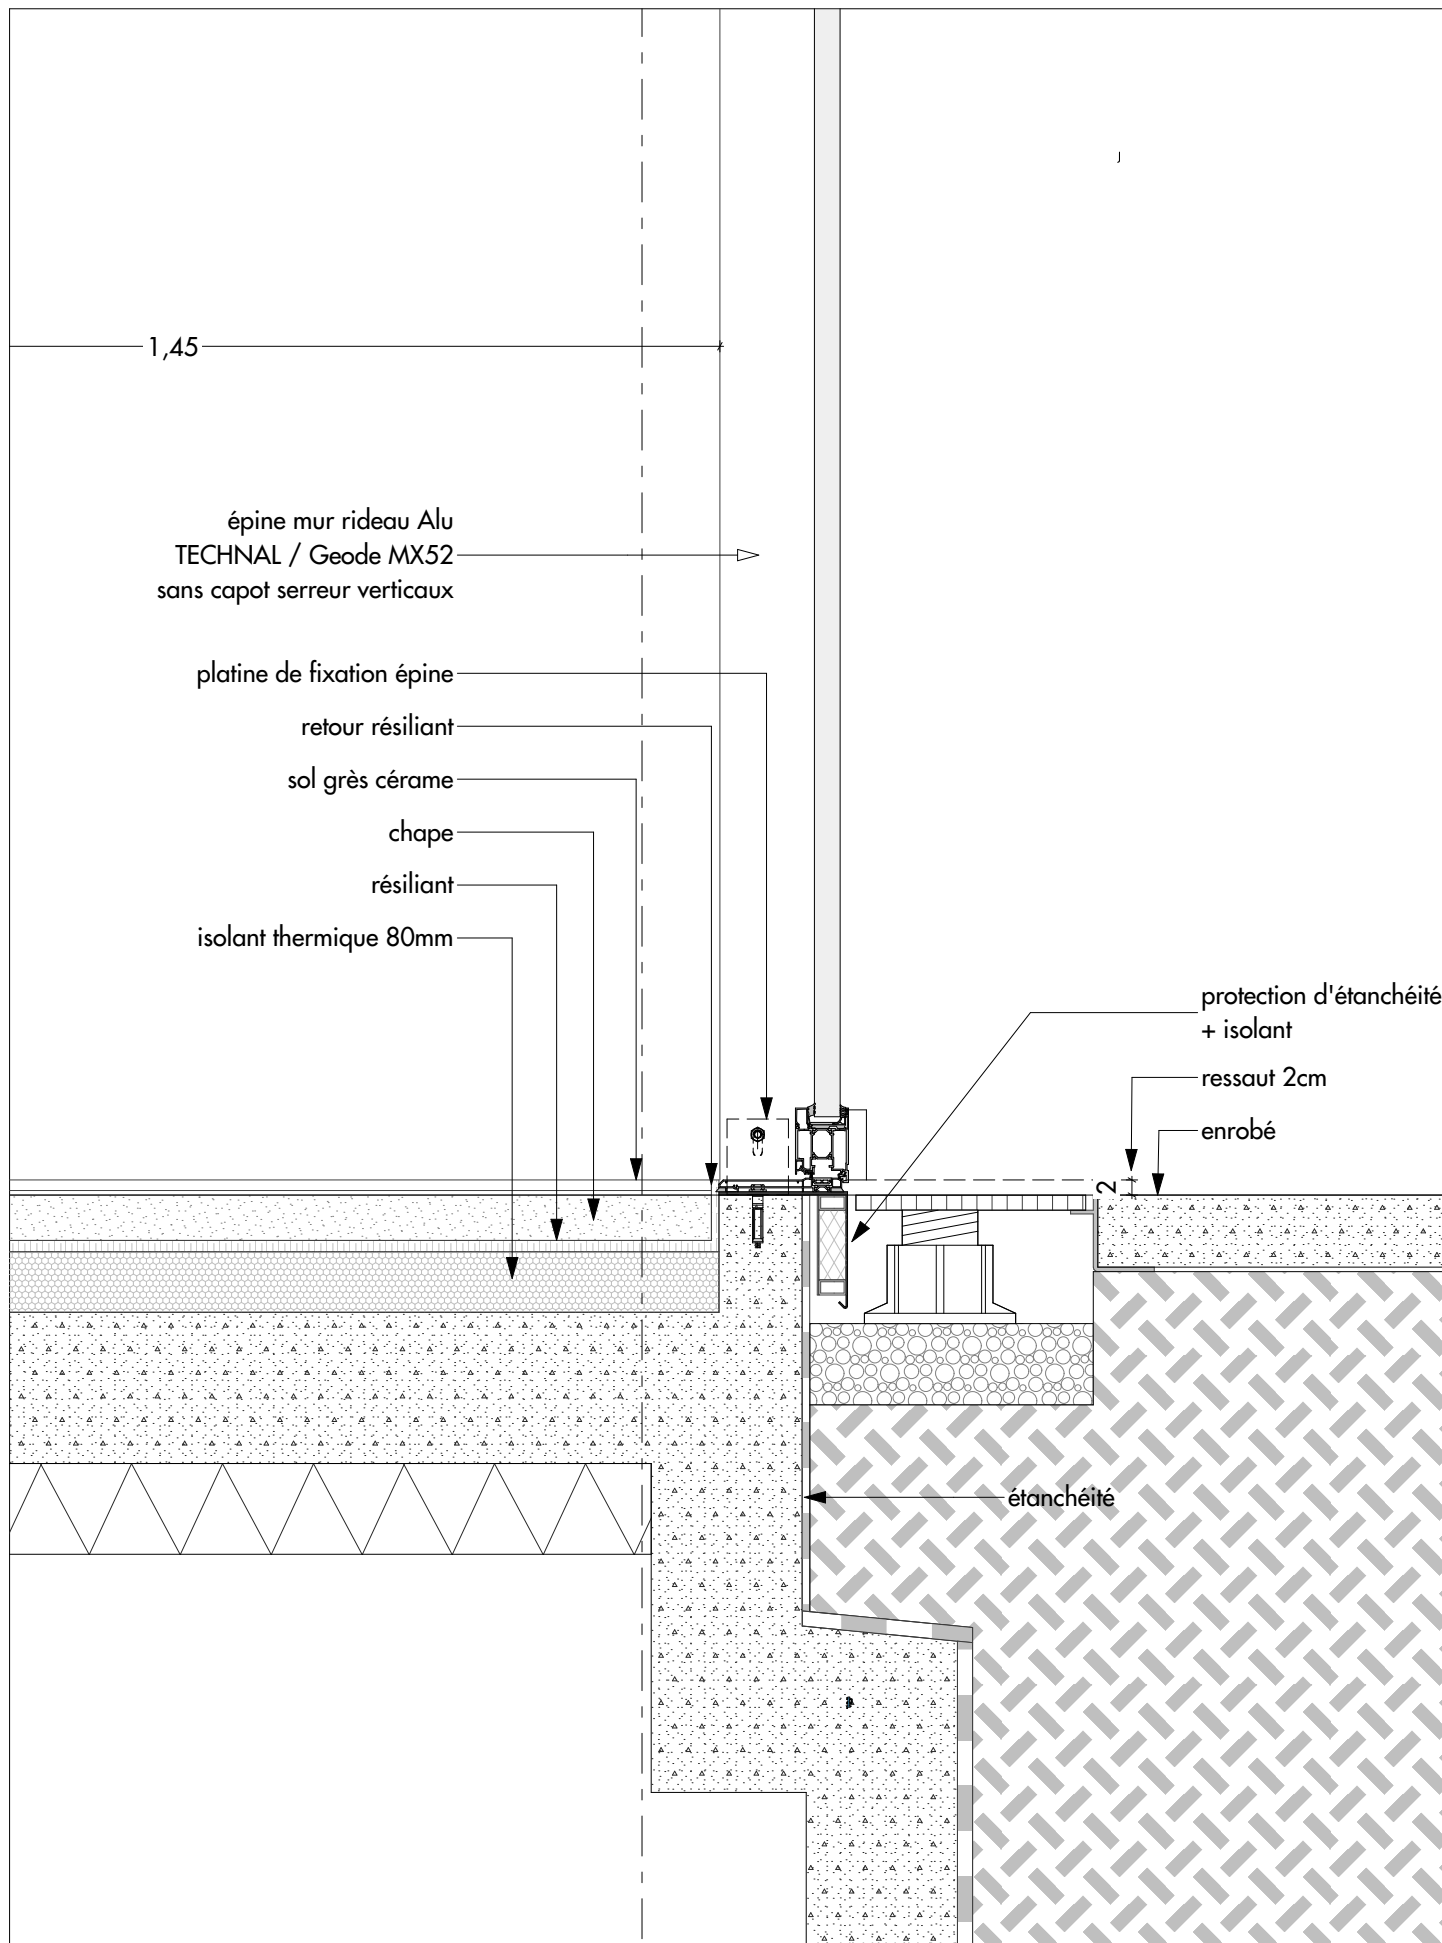 1,45
épine mur rideau Alu
TECHNAL / Geode MX52
sans capot serreur verticaux
platine de fixation épine
retour résiliant
sol grès cérame
chape
résiliant
isolant thermique 80mm
protection d'étanchéité
+ isolant
ressaut 2cm
enrobé
2
étanchéité